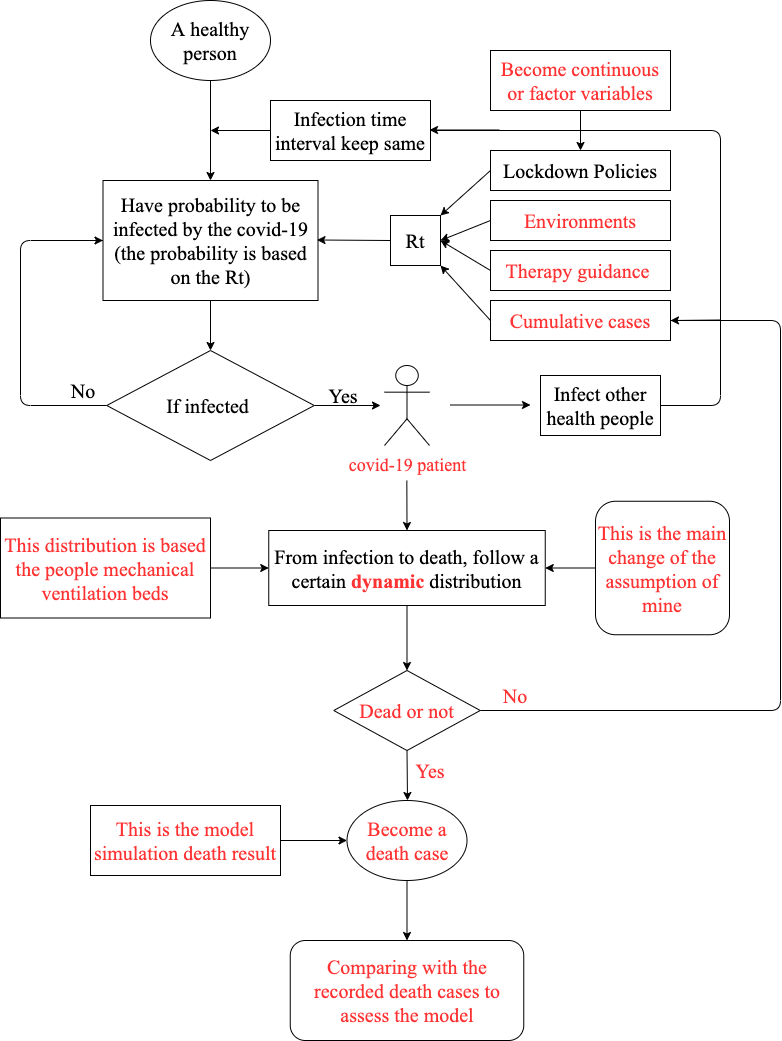 A healthy
person
Become continuous
or factor variables
Infection time
interval keep same
Lockdown Policies
Have probability to be
infected by the covid-19
(the probability is based
on the Rt)
Rt
Environments
Therapy guidance
Cumulative cases
No
If infected
Yes
Infect other
health people
covid-19 patient
This distribution is based
the people mechanical
ventilation beds
From infection to death, follow a
certain dynamic distribution
This is the main
change of the
assumption of
mine
Dead or not
No
Yes
This is the model
simulation death result
Become a
death case
Comparing with the
recorded death cases to
assess the model